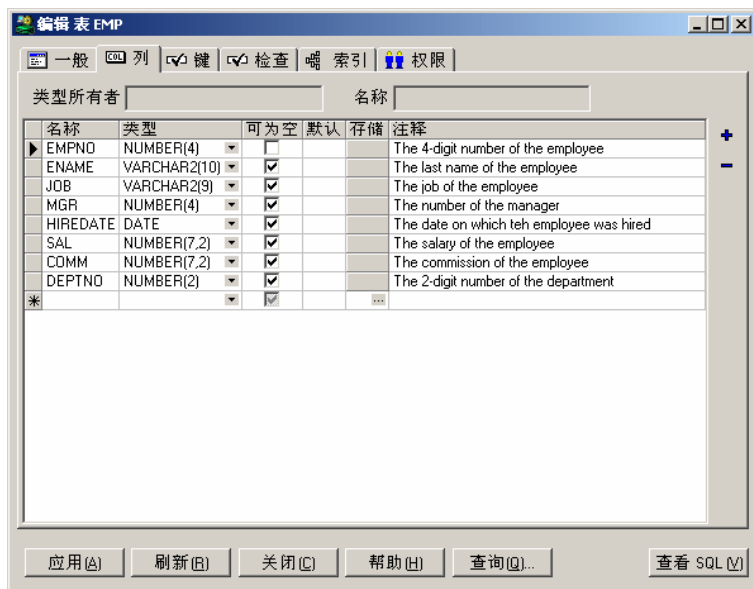 编辑 表 EMP
一般 COL 列 键 检查 索引 权限
类型所有者 名称
名称 类型 可为空 默认 存储 注释
EMPNO NUMBER(4) The 4-digit number of the employee
ENAME VARCHAR2(10) The last name of the employee
JOB VARCHAR2(9) The job of the employee
MGR NUMBER(4) The number of the manager
HIREDATE DATE The date on which teh employee was hired
SAL NUMBER(7,2) The salary of the employee
COMM NUMBER(7,2) The commission of the employee
DEPTNO NUMBER(2) The 2-digit number of the department
* ...
应用(A) 刷新(R) 关闭(C) 帮助(H) 查询(Q)... 查看 SQL(V)